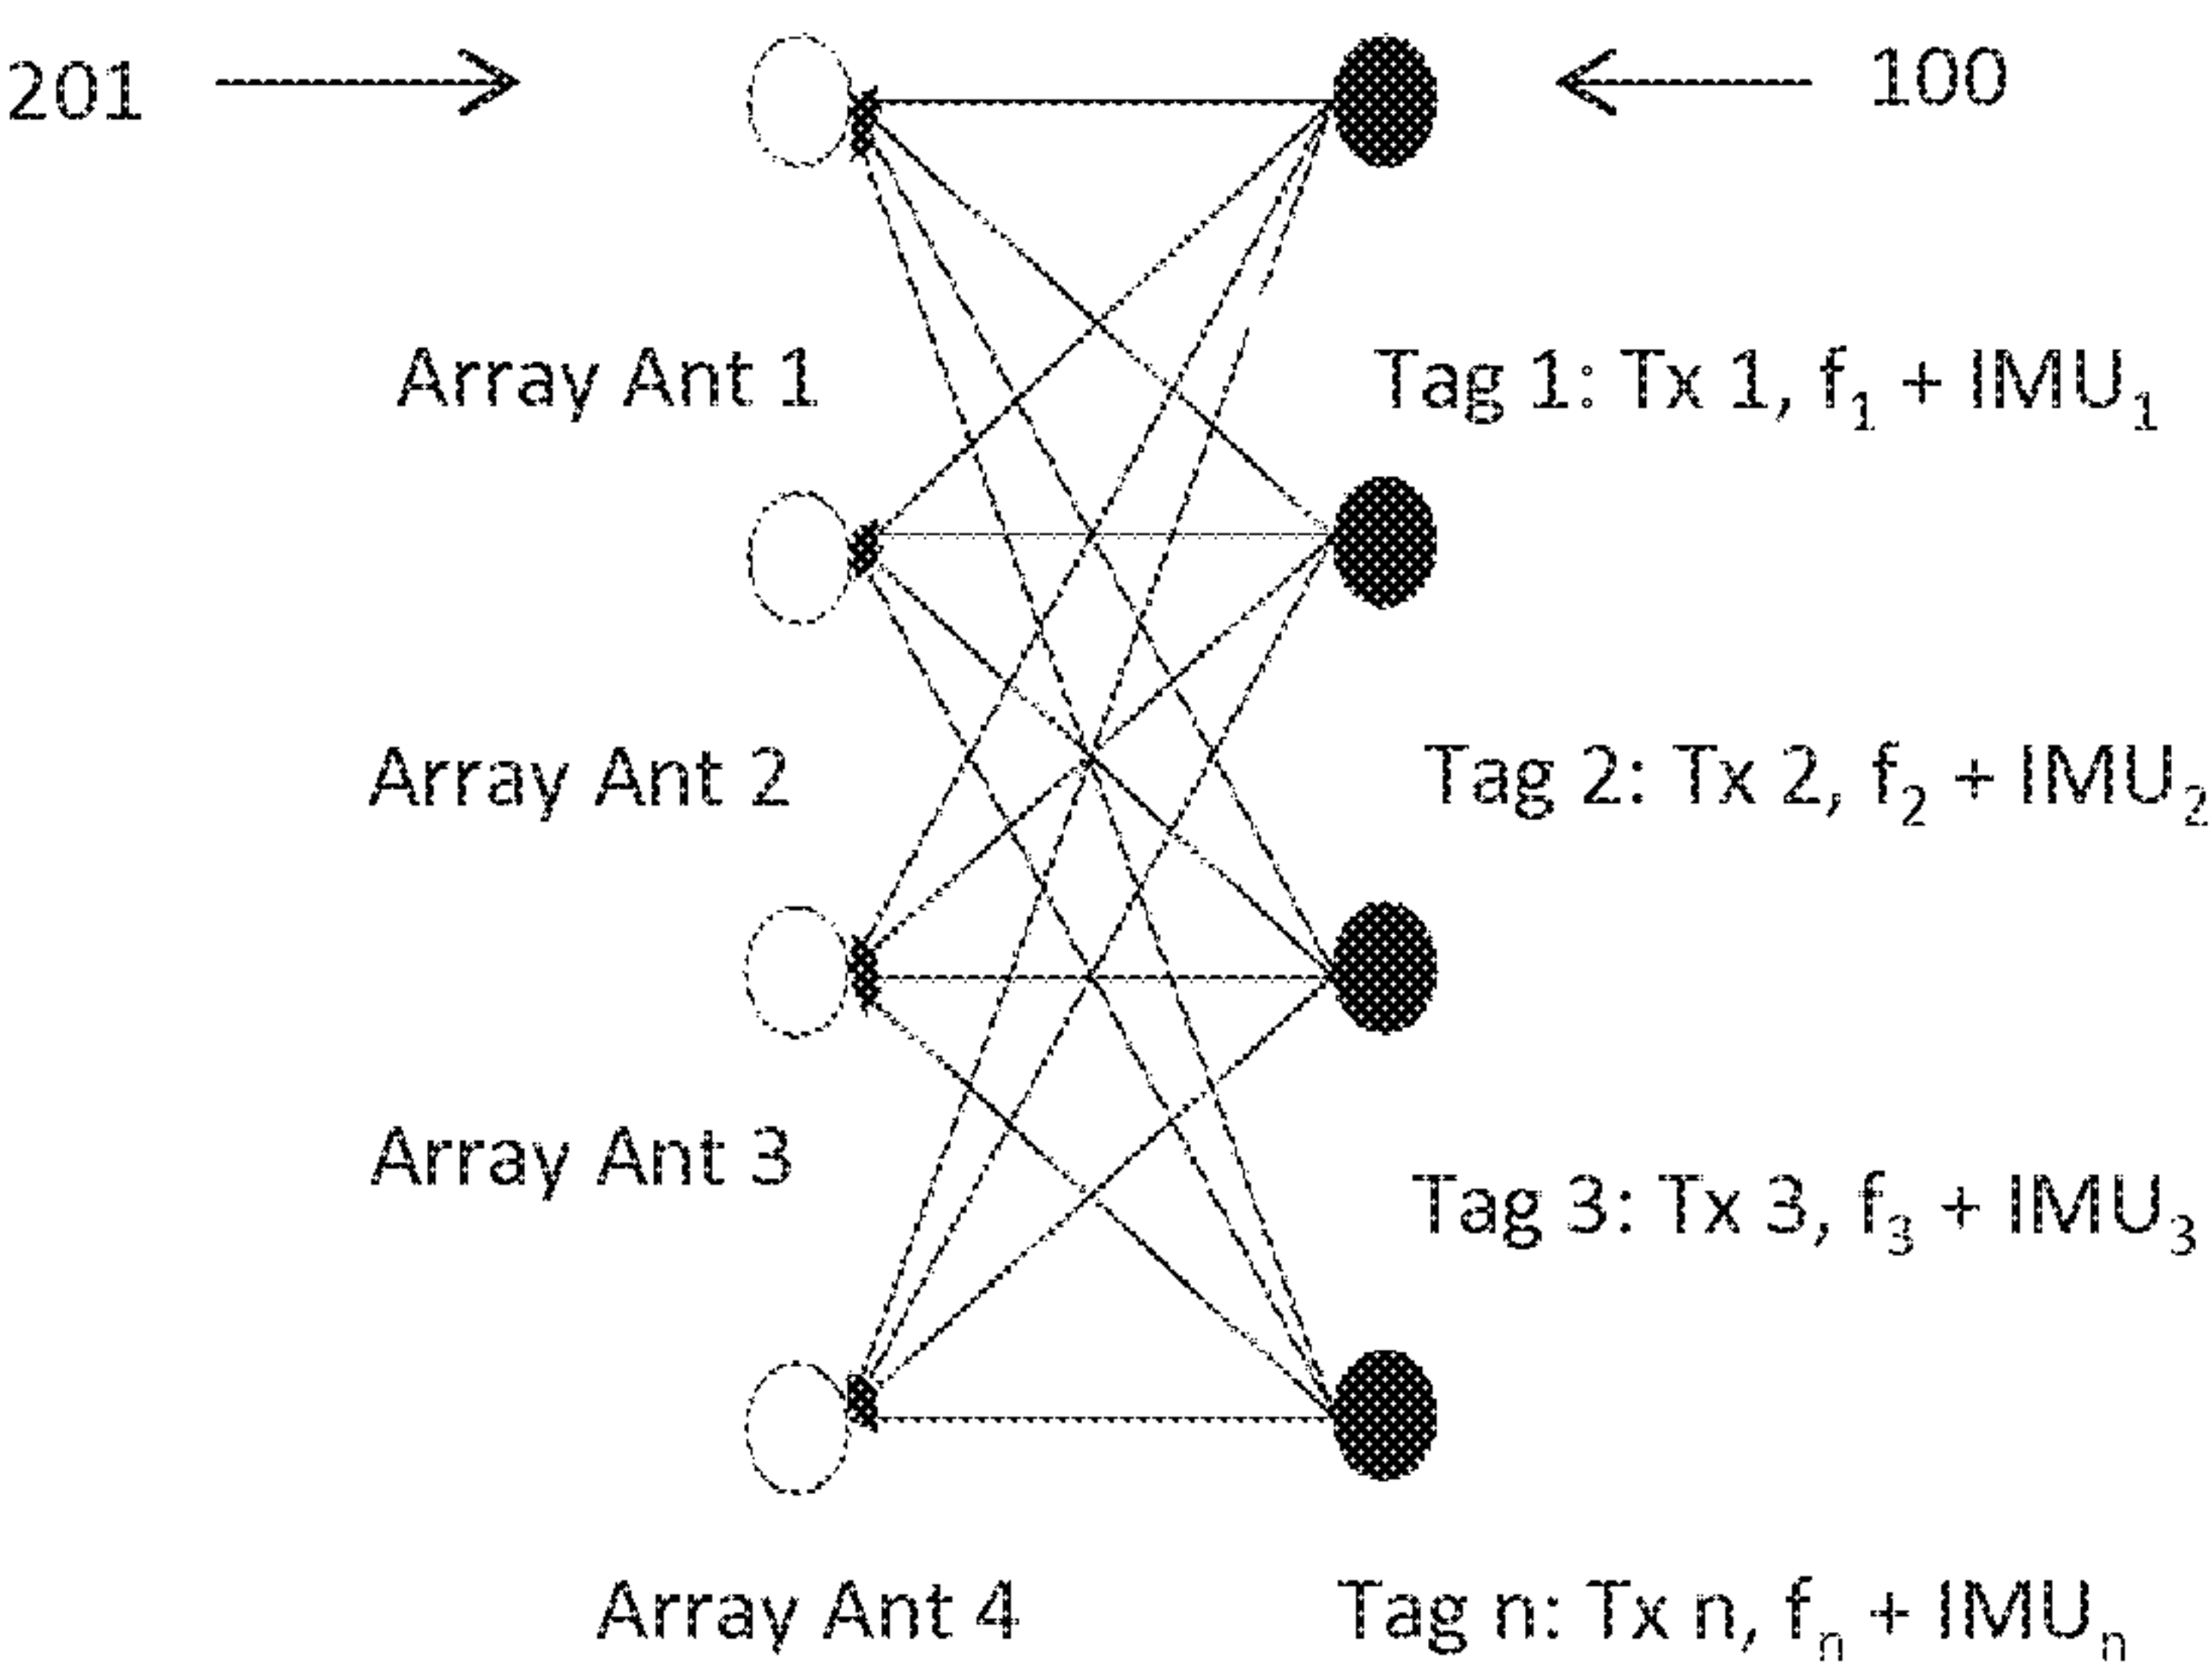 201
100
Array Ant 1
Tag 1: Tx 1, f₁ + IMU₁
Array Ant 2
Tag 2: Tx 2, f₂ + IMU₂
Array Ant 3
Tag 3: Tx 3, f₃ + IMU₃
Array Ant 4
Tag n: Tx n, fₙ + IMUₙ